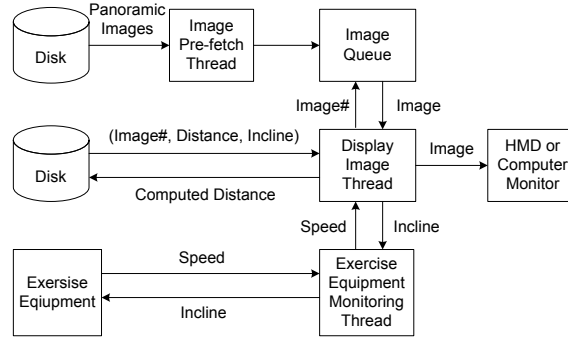 Panoramic
Images
Disk
Image
Pre-fetch
Thread
Image
Queue
Image#
Image
(Image#, Distance, Incline)
Disk
Computed Distance
Display
Image
Thread
Image
HMD or
Computer
Monitor
Speed
Incline
Exersise
Eqiupment
Speed
Incline
Exercise
Equipment
Monitoring
Thread